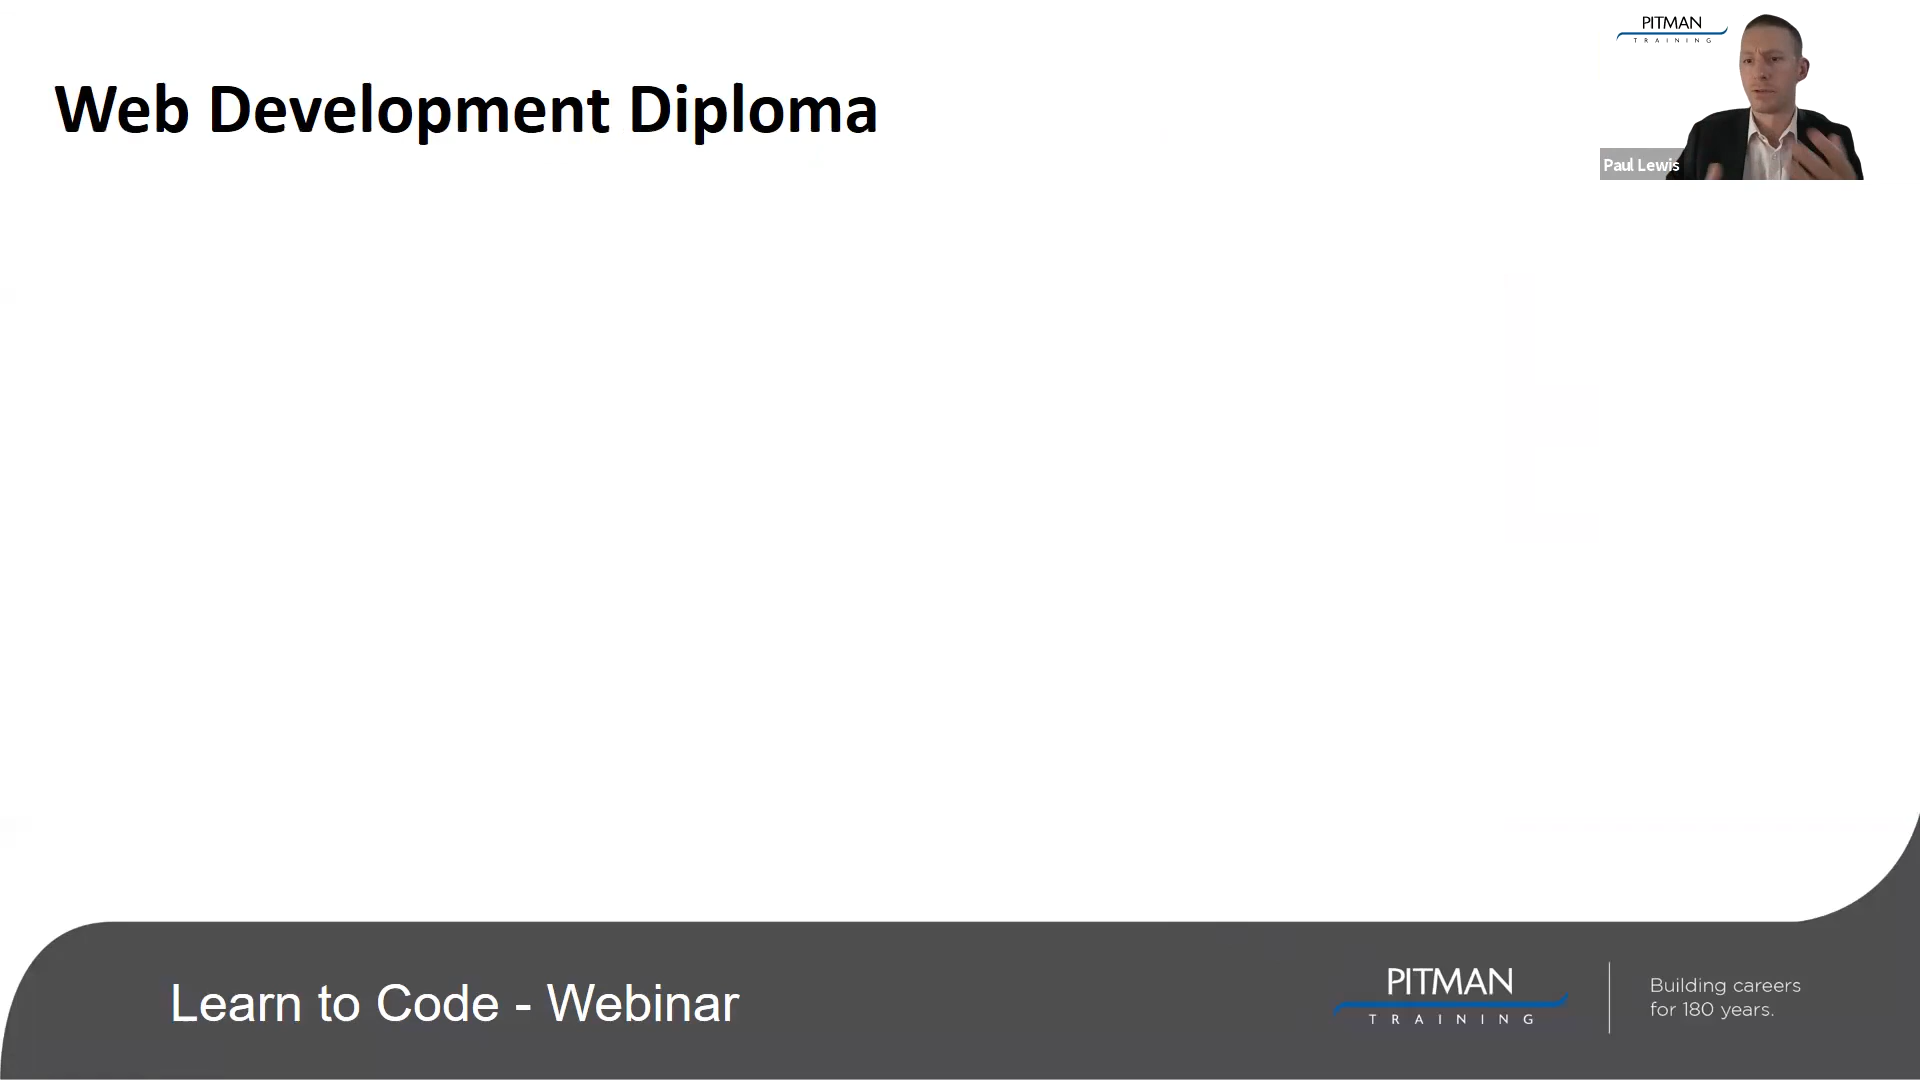 PITMAN
TRAINING
Web Development Diploma
Paul Lewis
Learn to Code - Webinar
PITMAN
TRAINING
Building careers
for 180 years.